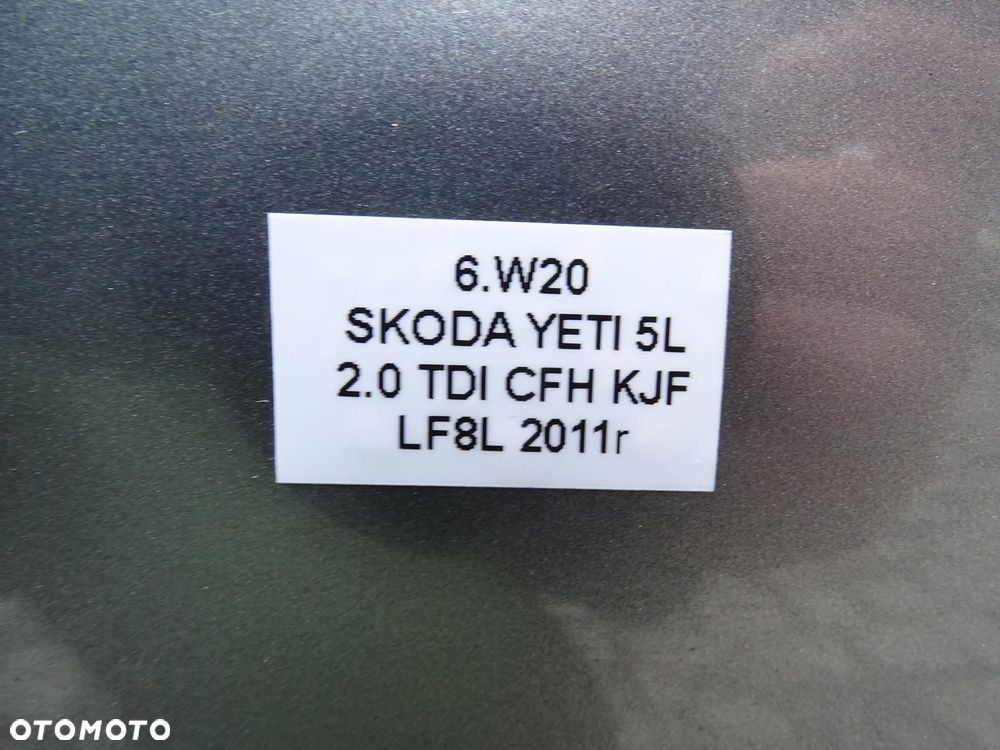 6.W20
SKODA YETI 5L
2.0 TDI CFH KJF
LF8L 2011r
OTOMOTO